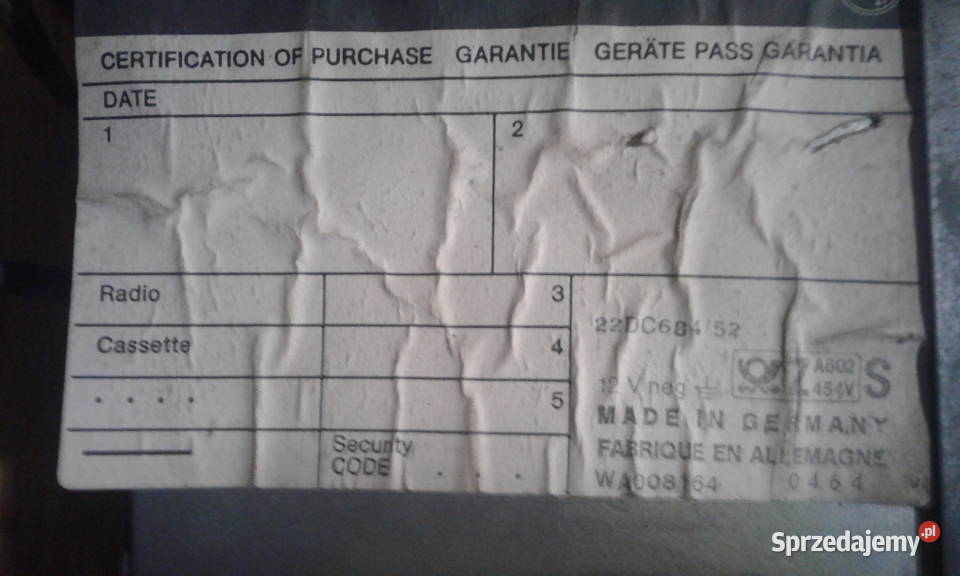 CERTIFICATION OF PURCHASE GARANTIE GERÄTE PASS GARANTIA
DATE
1
2
Radio
3
Cassette
4
. . . .
5
Security
CODE . . . .
22DC684/52
12 V neg
A602
454V
S
MADE IN GERMANY
FABRIQUE EN ALLEMAGNE
WA008164 0464
Sprzedajemy.pl